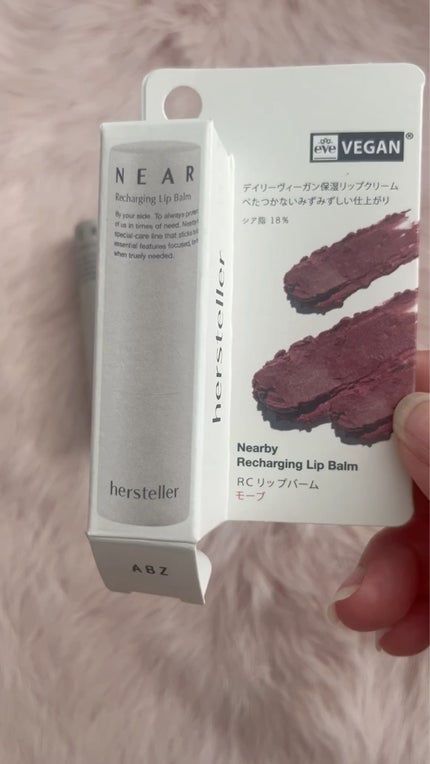 NEAR
Recharging Lip Balm
By your side. To always protect
of us in times of need. Nearby
special-care line that sticks to
essential features focused,
when truely needed.
hersteller
ABZ
hersteller
eve VEGAN®
デイリーヴィーガン保湿リップクリーム
べたつかないみずみずしい仕上がり
シア脂 18%
Nearby
Recharging Lip Balm
RCリップバーム
モーブ